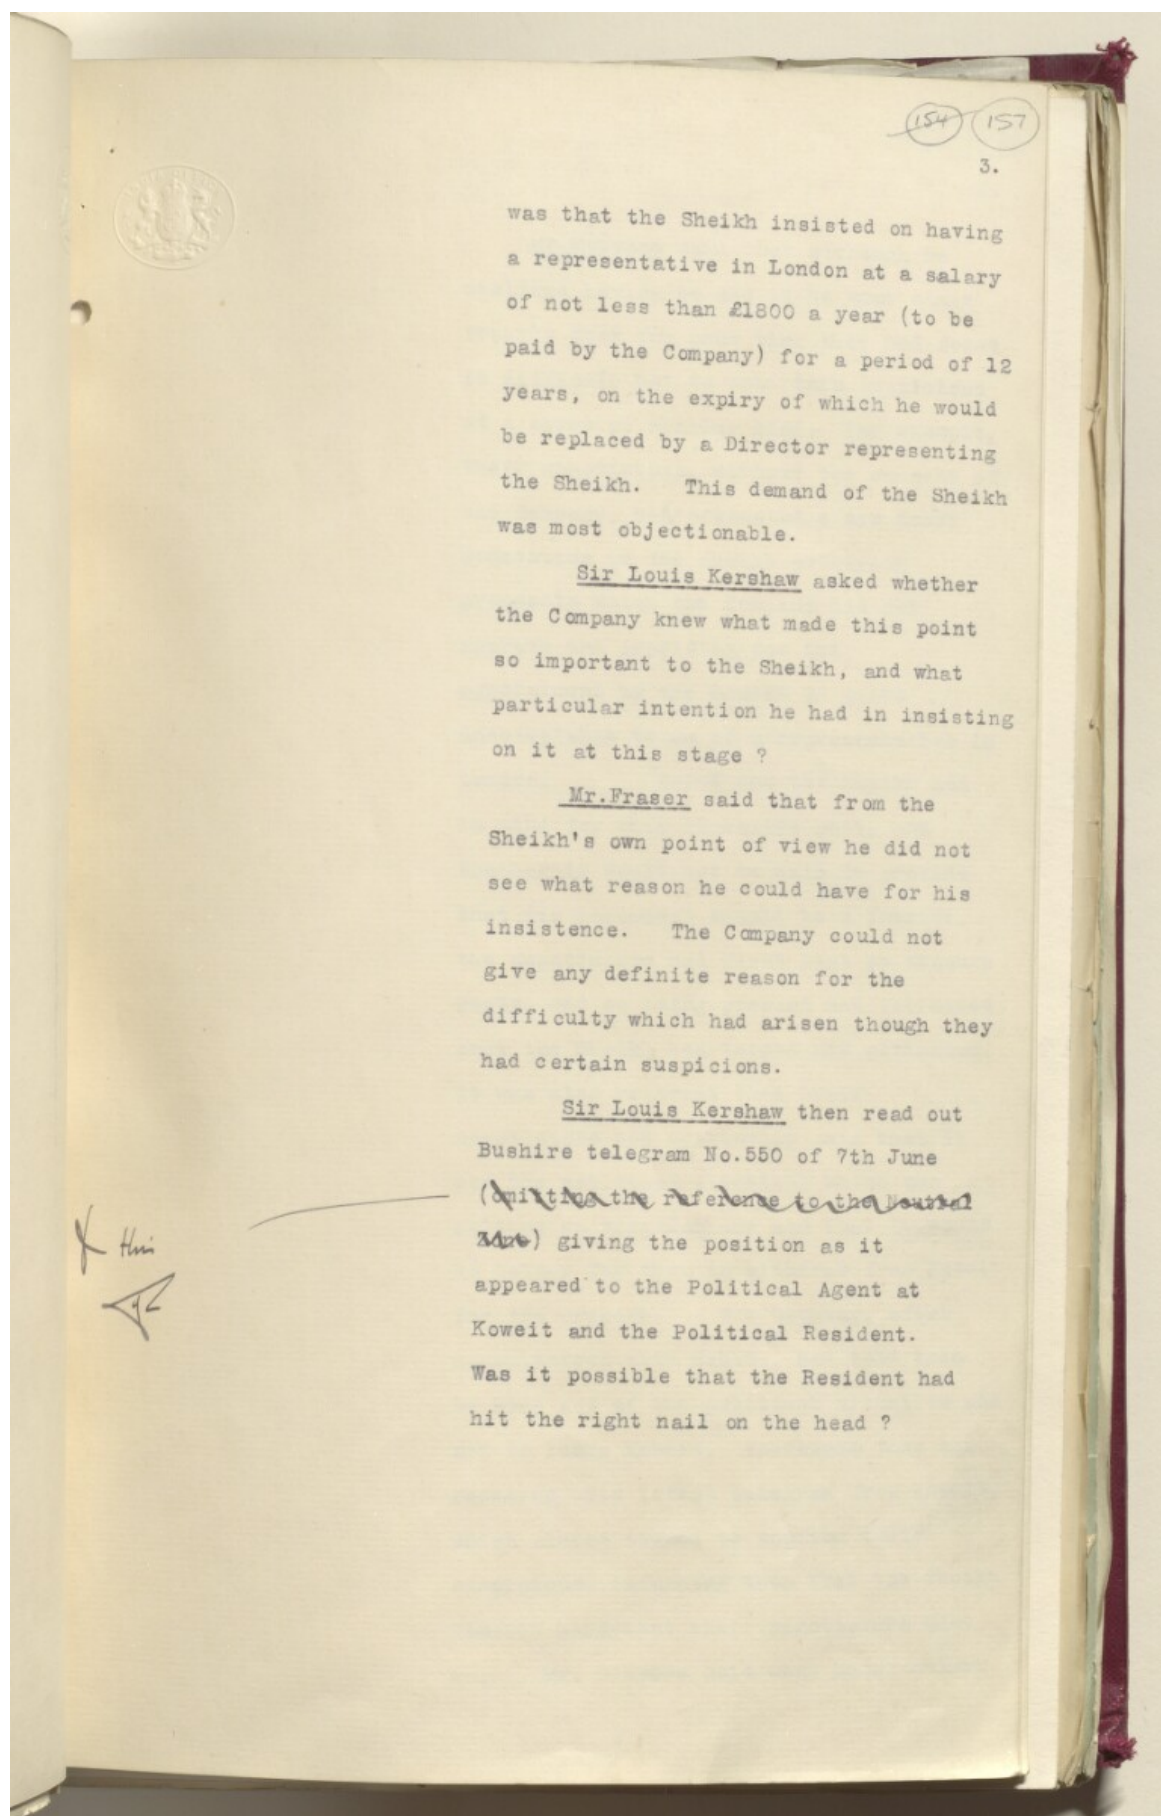 154 157
3.
was that the Sheikh insisted on having
a representative in London at a salary
of not less than £1800 a year (to be
paid by the Company) for a period of 12
years, on the expiry of which he would
be replaced by a Director representing
the Sheikh. This demand of the Sheikh
was most objectionable.
Sir Louis Kershaw asked whether
the Company knew what made this point
so important to the Sheikh, and what
particular intention he had in insisting
on it at this stage ?
Mr.Fraser said that from the
Sheikh's own point of view he did not
see what reason he could have for his
insistence. The Company could not
give any definite reason for the
difficulty which had arisen though they
had certain suspicions.
Sir Louis Kershaw then read out
Bushire telegram No.550 of 7th June
(omitting the reference to the Neutral
Zone) giving the position as it
appeared to the Political Agent at
Koweit and the Political Resident.
Was it possible that the Resident had
hit the right nail on the head ?